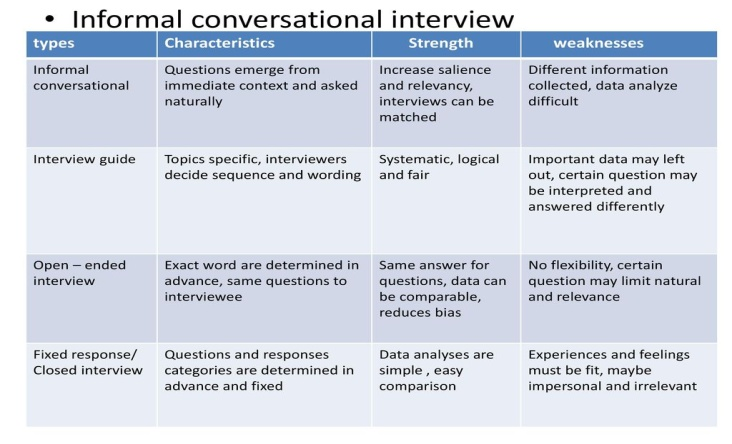 • Informal conversational interview
types Characteristics Strength weaknesses
Informal
conversational
Questions emerge from
immediate context and asked
naturally
Increase salience
and relevancy,
interviews can be
matched
Different information
collected, data analyze
difficult
Interview guide
Topics specific, interviewers
decide sequence and wording
Systematic, logical
and fair
Important data may left
out, certain question may
be interpreted and
answered differently
Open – ended
interview
Exact word are determined in
advance, same questions to
interviewee
Same answer for
questions, data can
be comparable,
reduces bias
No flexibility, certain
question may limit natural
and relevance
Fixed response/
Closed interview
Questions and responses
categories are determined in
advance and fixed
Data analyses are
simple , easy
comparison
Experiences and feelings
must be fit, maybe
impersonal and irrelevant